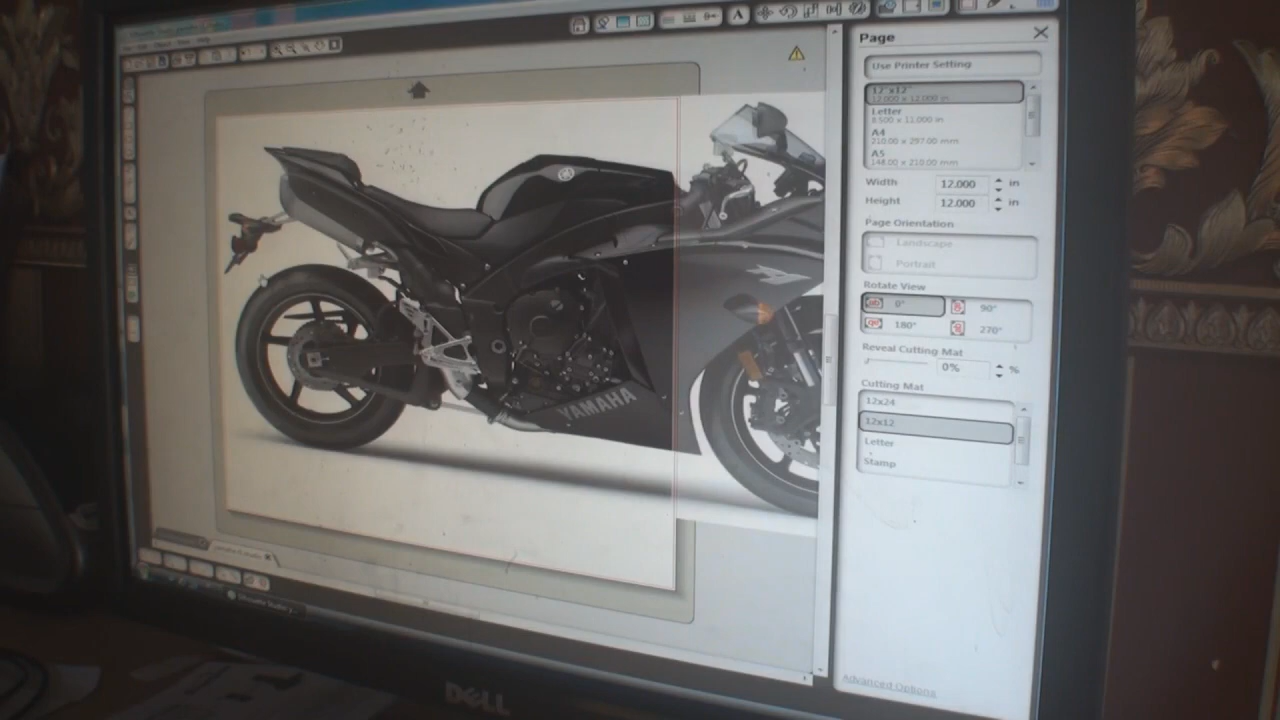 Page
Use Printer Setting
12"x12"
12.000 x 12.000 in
Letter
8.500 x 11.000 in
A4
210.00 x 297.00 mm
A5
148.00 x 210.00 mm
Width 12.000 in
Height 12.000 in
Page Orientation
Landscape
Portrait
Rotate View
0° 90°
180° 270°
Reveal Cutting Mat
0% %
Cutting Mat
12x24
12x12
Letter
Stamp
Advanced Options
YAMAHA
DELL